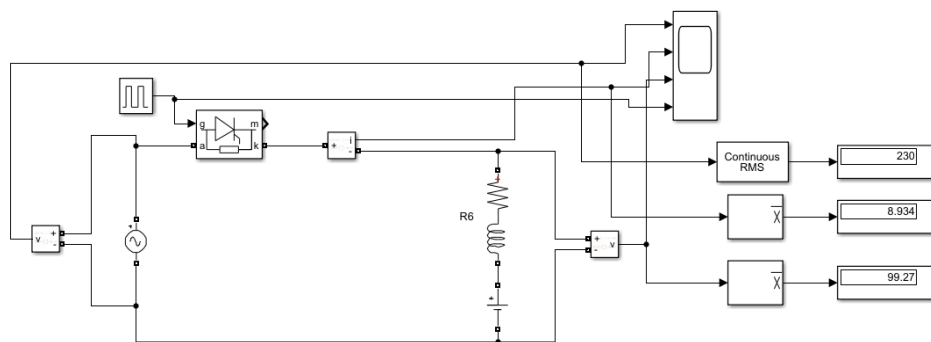 g
m
a
k
+
i
-
Continuous
RMS
230
R6
8.934
v
+
-
+
-
v
99.27